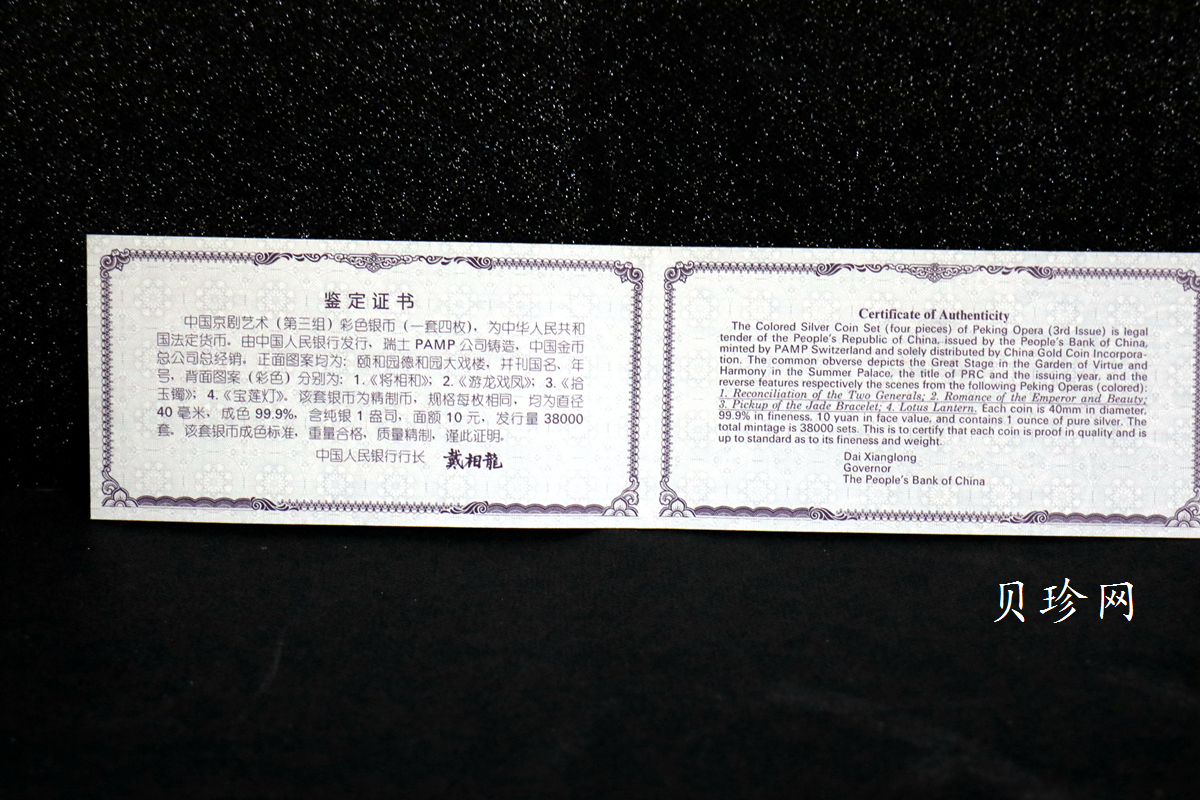 鉴定证书
中国京剧艺术（第三组）彩色银币（一套四枚），为中华人民共和
国法定货币，由中国人民银行发行，瑞士 PAMP 公司铸造，中国金币
总公司总经销，正面图案均为：颐和园德和园大戏楼，并刊国名、年
号，背面图案（彩色）分别为：1.《将相和》；2.《游龙戏凤》；3.《拾
玉镯》；4.《宝莲灯》。该套银币为精制币，规格每枚相同，均为直径
40 毫米，成色 99.9%，含纯银 1 盎司，面额 10 元，发行量 38000
套，该套银币成色标准，重量合格，质量精制，谨此证明。
中国人民银行行长 戴相龍
Certificate of Authenticity
The Colored Silver Coin Set (four pieces) of Peking Opera (3rd Issue) is legal
tender of the People's Republic of China, issued by the People's Bank of China,
minted by PAMP Switzerland and solely distributed by China Gold Coin Incorpora-
tion. The common obverse depicts the Great Stage in the Garden of Virtue and
Harmony in the Summer Palace, the title of PRC and the issuing year, and the
reverse features respectively the scenes from the following Peking Operas (colored):
1. Reconciliation of the Two Generals; 2. Romance of the Emperor and Beauty;
3. Pickup of the Jade Bracelet; 4. Lotus Lantern. Each coin is 40mm in diameter,
99.9% in fineness, 10 yuan in face value, and contains 1 ounce of pure silver. The
total mintage is 38000 sets. This is to certify that each coin is proof in quality and is
up to standard as to its fineness and weight.
Dai Xianglong
Governor
The People's Bank of China
贝珍网